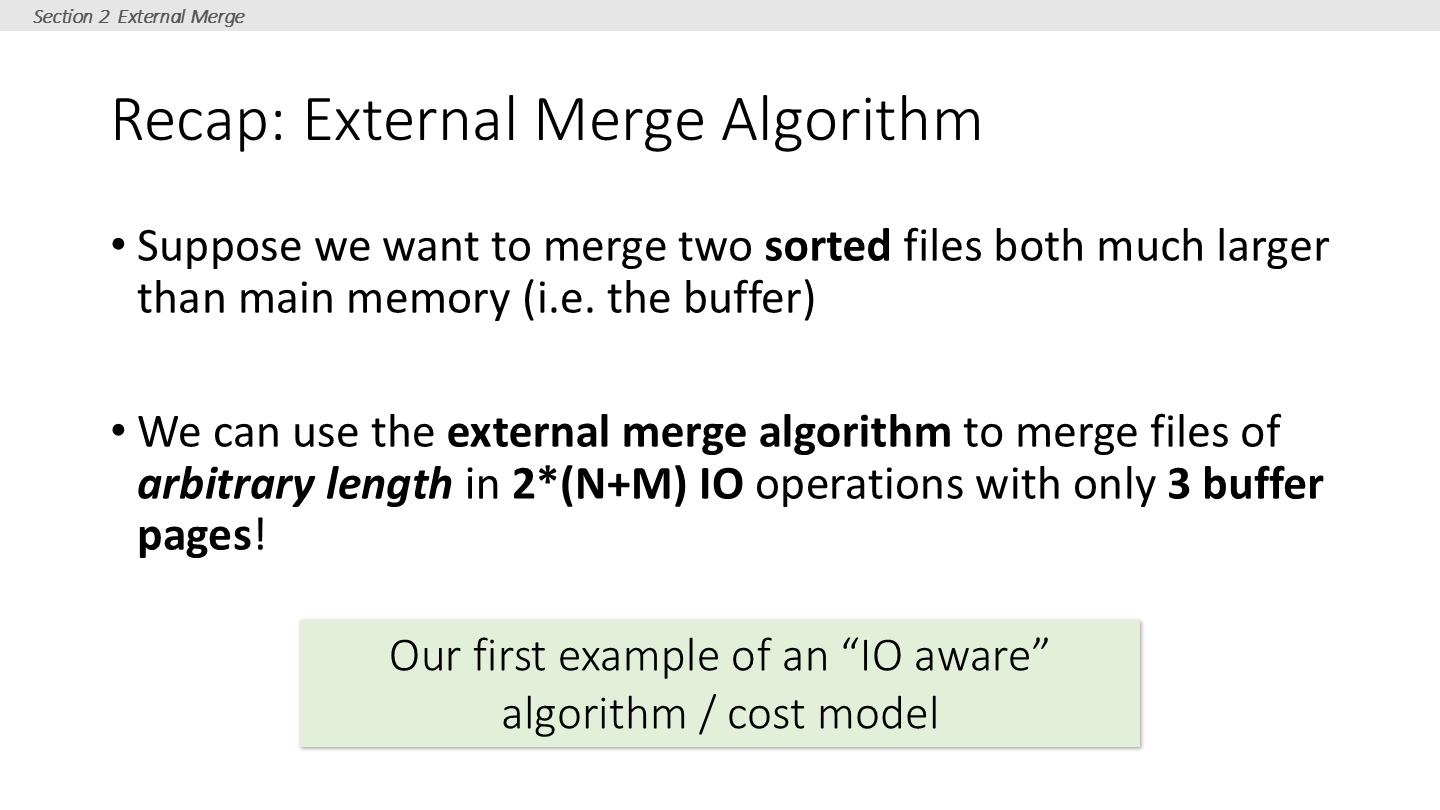 Section 2 External Merge
Recap: External Merge Algorithm
• Suppose we want to merge two sorted files both much larger
than main memory (i.e. the buffer)
• We can use the external merge algorithm to merge files of
arbitrary length in 2*(N+M) IO operations with only 3 buffer
pages!
Our first example of an “IO aware”
algorithm / cost model